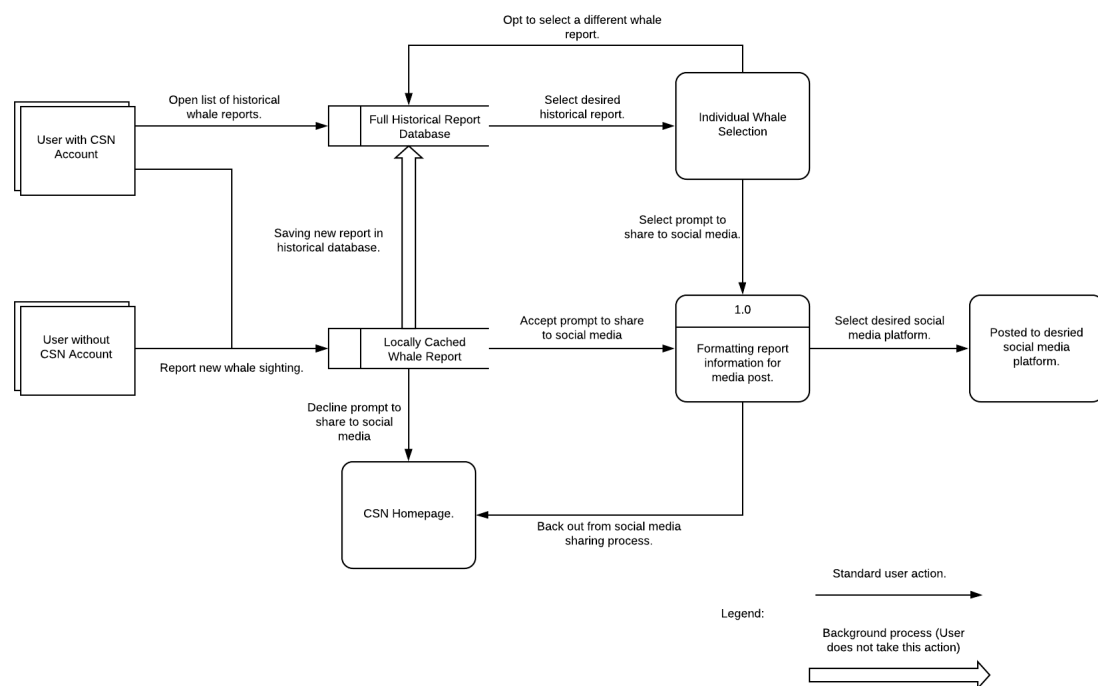 Opt to select a different whale
report.
Open list of historical
whale reports.
Select desired
historical report.
User with CSN
Account
Full Historical Report
Database
Individual Whale
Selection
Saving new report in
historical database.
Select prompt to
share to social media.
User without
CSN Account
Report new whale sighting.
Locally Cached
Whale Report
Accept prompt to share
to social media
1.0
Formatting report
information for
media post.
Select desired social
media platform.
Posted to desried
social media
platform.
Decline prompt to
share to social
media
CSN Homepage.
Back out from social media
sharing process.
Legend:
Standard user action.
Background process (User
does not take this action)